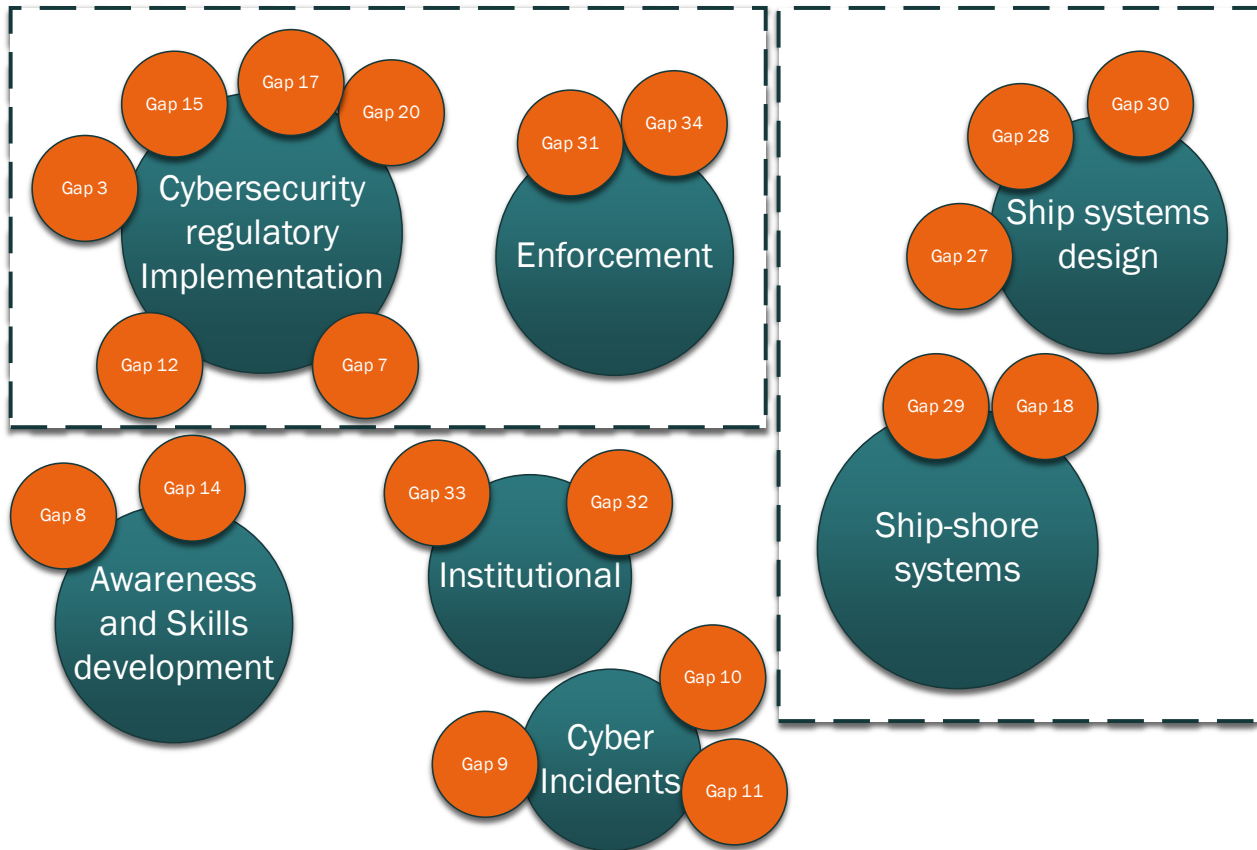 Gap 17
Gap 15
Gap 20
Gap 3
Cybersecurity
regulatory
Implementation
Gap 12
Gap 7
Gap 34
Gap 31
Enforcement
Gap 30
Gap 28
Gap 27
Ship systems
design
Gap 29
Gap 18
Ship-shore
systems
Gap 14
Gap 8
Awareness
and Skills
development
Gap 33
Gap 32
Institutional
Gap 10
Gap 9
Gap 11
Cyber
Incidents